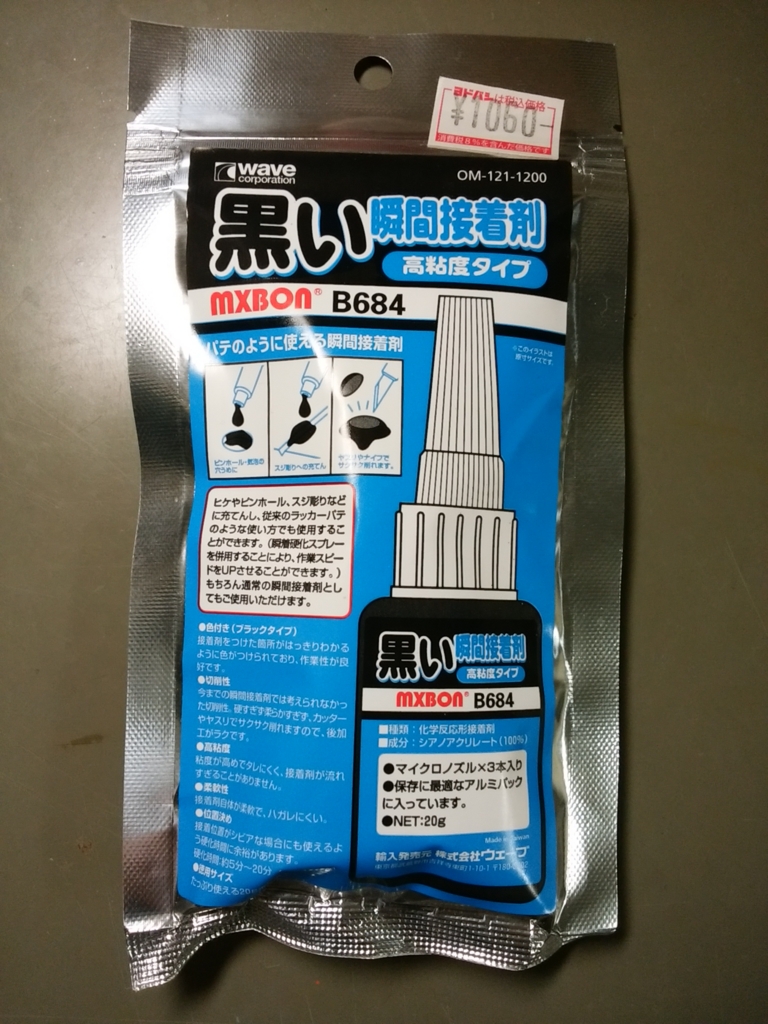 ヨドバシは税込価格
¥1060-
消費税8%を含んだ価格です
wave
corporation
OM-121-1200
黒い瞬間接着剤
高粘度タイプ
MXBON® B684
パテのように使える瞬間接着剤
※このイラストは
原寸サイズです。
ピンホール・気泡の
穴うめに
スジ彫りへの充てん
ヤスリやナイフで
サクサク削れます。
ヒケやピンホール、スジ彫りなど
に充てんし、従来のラッカーパテ
のような使い方でも使用するこ
とができます。(瞬着硬化スプレー
を併用することにより、作業スピー
ドをUPさせることができます。)
もちろん通常の瞬間接着剤とし
てもご使用いただけます。
●色付き(ブラックタイプ)
接着剤をつけた箇所がはっきりわかる
ように色がつけられており、作業性が良
好です。
●切削性
今までの瞬間接着剤では考えられなかっ
た切削性。硬すぎず柔らかすぎず、カッター
やヤスリでサクサク削れますので、後加
工がラクです。
●高粘度
粘度が高めでタレにくく、接着剤が流れ
すぎることがありません。
●柔軟性
接着剤自体が柔軟で、ハガレにくい。
●位置決め
接着位置がシビアな場合にも使えるよ
う硬化時間に余裕があります。
硬化時間:約5分〜20分
●徳用サイズ
たっぷり使える20g
黒い瞬間接着剤
高粘度タイプ
MXBON® B684
■種類:化学反応形接着剤
■成分:シアノアクリレート(100%)
●マイクロノズル×3本入り
●保存に最適なアルミパック
に入っています。
●NET:20g
Made in Taiwan
輸入発売元 株式会社ウェーブ